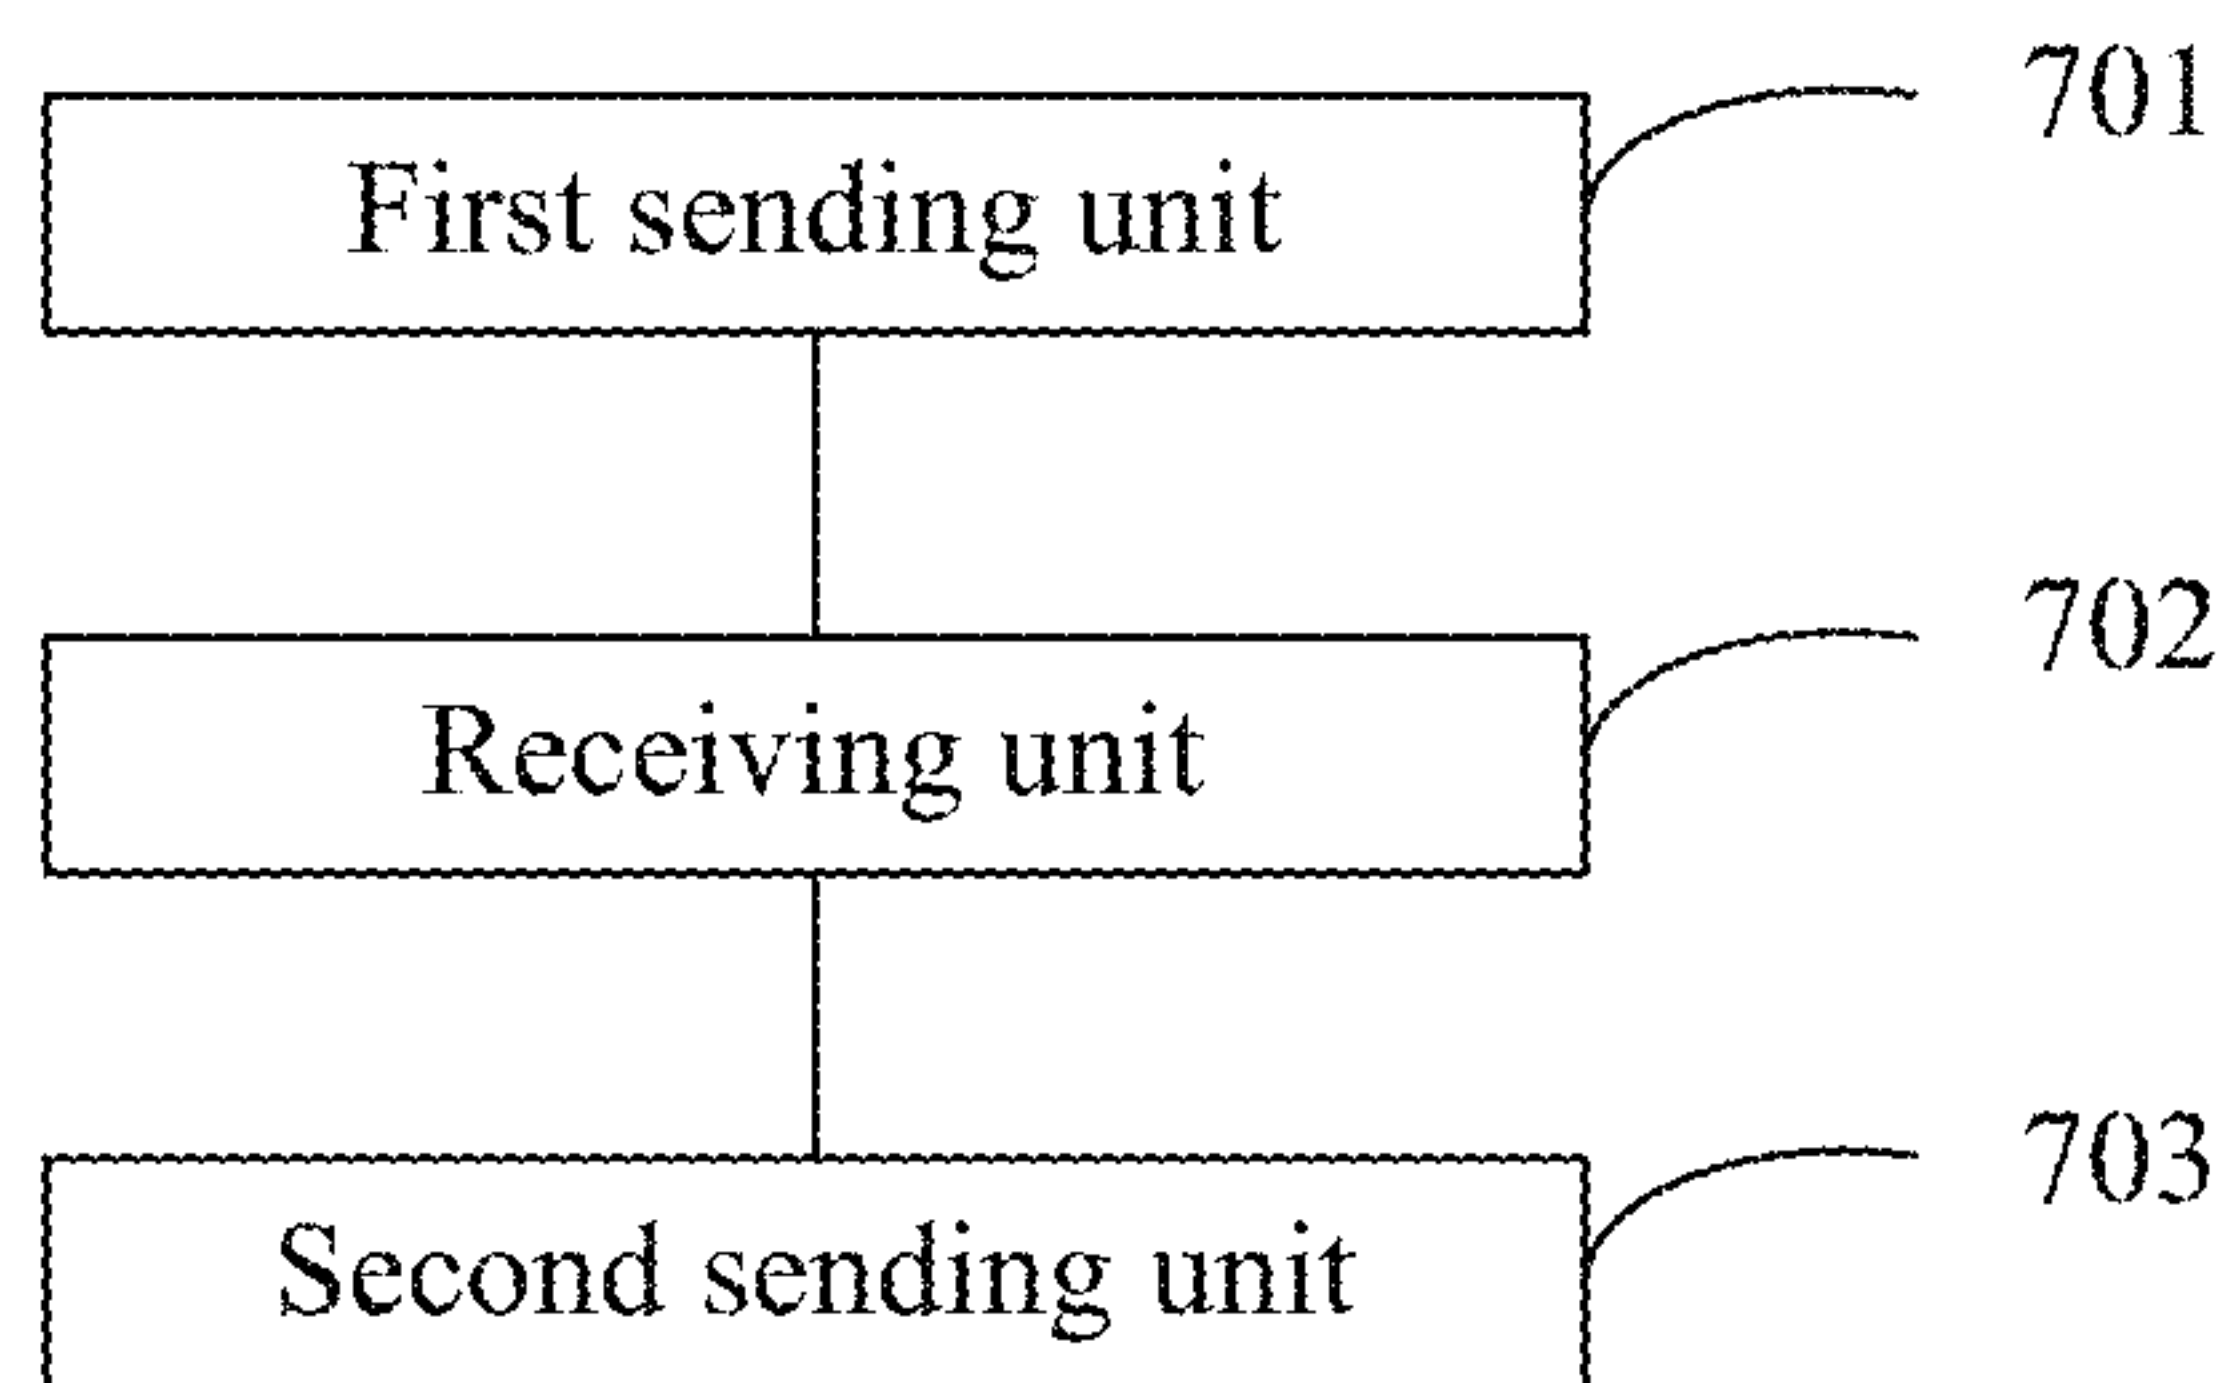 701
First sending unit
702
Receiving unit
703
Second sending unit